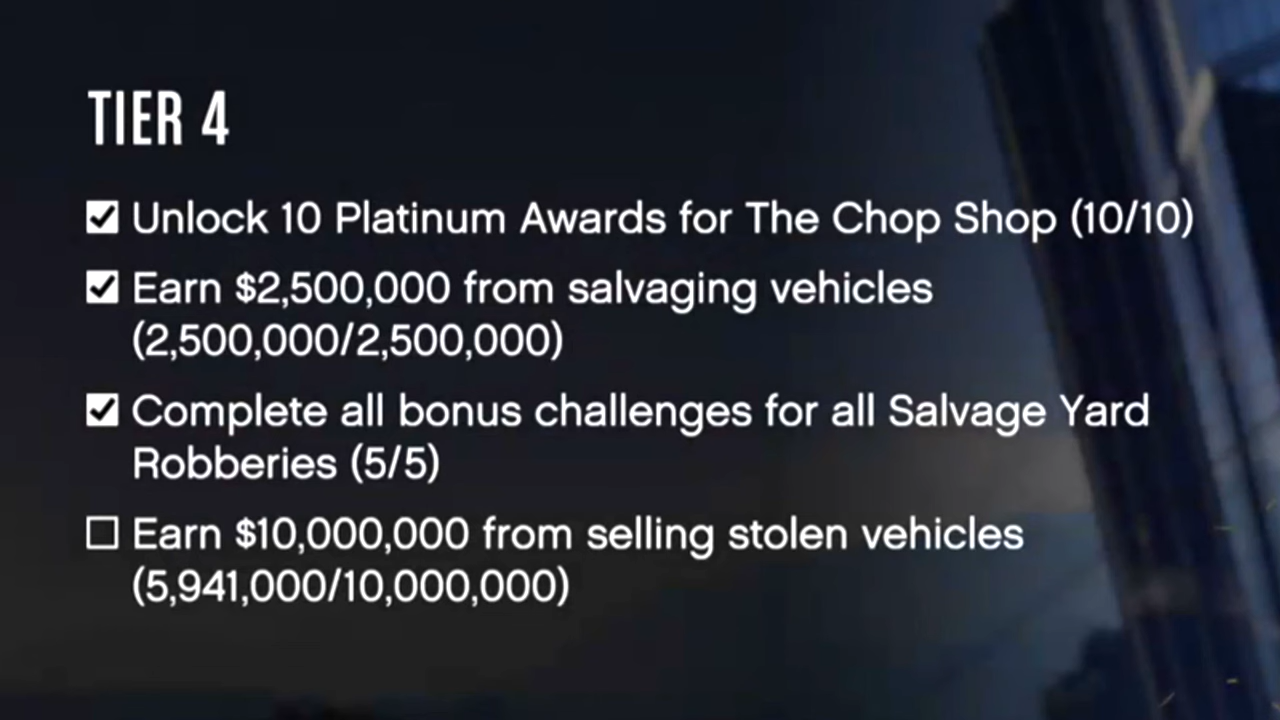 TIER 4
Unlock 10 Platinum Awards for The Chop Shop (10/10)
Earn $2,500,000 from salvaging vehicles
(2,500,000/2,500,000)
Complete all bonus challenges for all Salvage Yard
Robberies (5/5)
Earn $10,000,000 from selling stolen vehicles
(5,941,000/10,000,000)